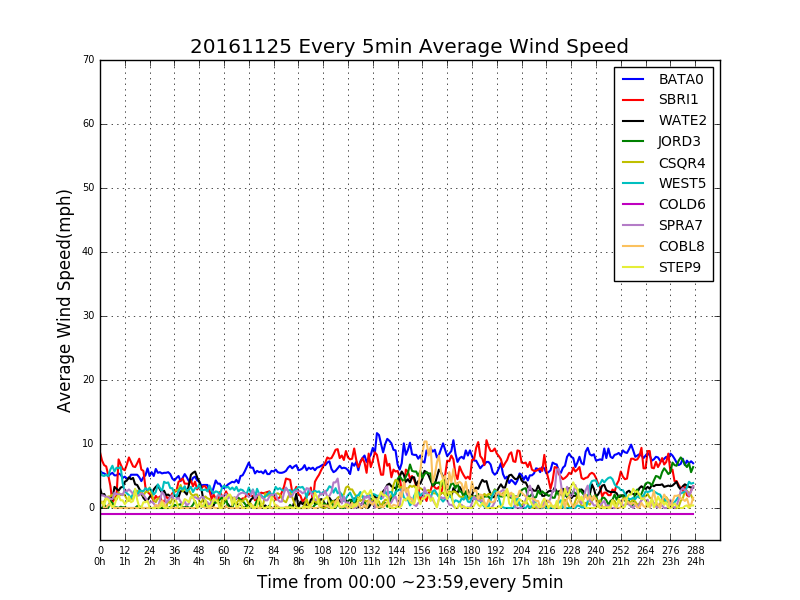 20161125 Every 5min Average Wind Speed
70
60
50
40
30
20
10
0
Average Wind Speed(mph)
BATA0
SBRI1
WATE2
JORD3
CSQR4
WEST5
COLD6
SPRA7
COBL8
STEP9
0 12 24 36 48 60 72 84 96 108 120 132 144 156 168 180 192 204 216 228 240 252 264 276 288
0h 1h 2h 3h 4h 5h 6h 7h 8h 9h 10h 11h 12h 13h 14h 15h 16h 17h 18h 19h 20h 21h 22h 23h 24h
Time from 00:00 ~23:59,every 5min